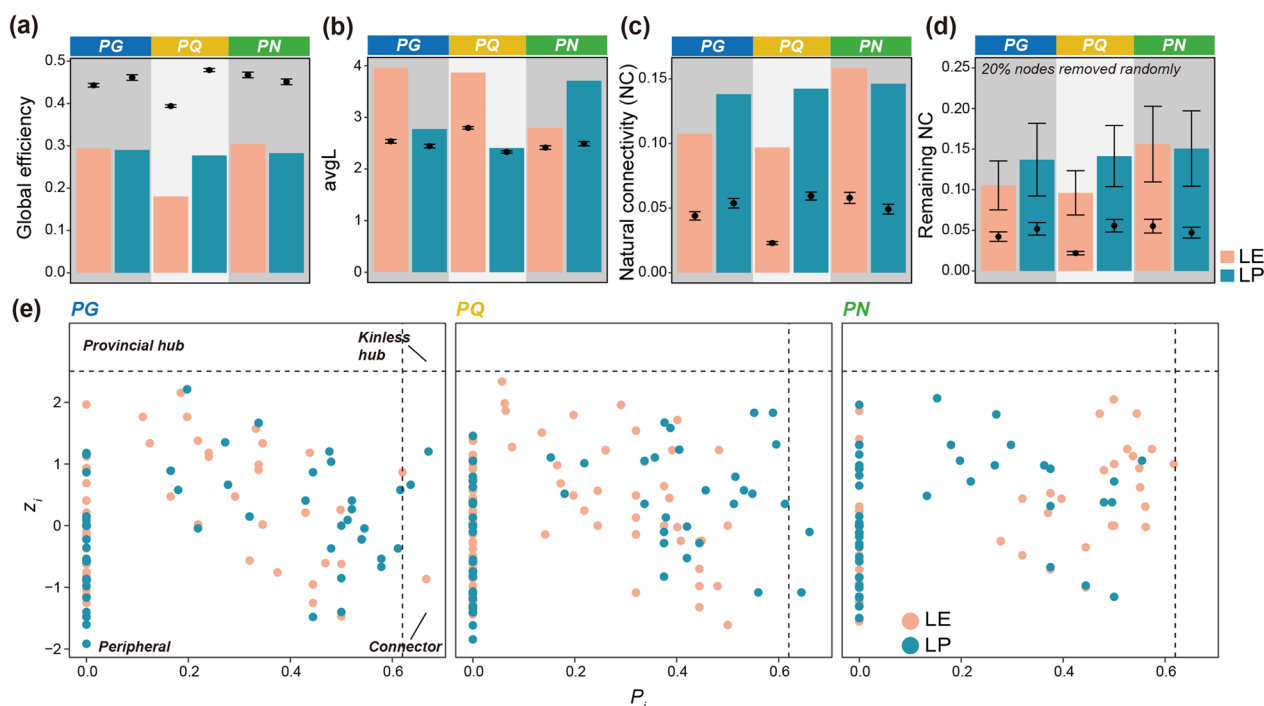 (a)
PG PQ PN
Global efficiency
0.5
0.4
0.3
0.2
0.1
0.0
(b)
PG PQ PN
avgL
4
3
2
1
0
(c)
PG PQ PN
Natural connectivity (NC)
0.15
0.10
0.05
0.00
(d)
PG PQ PN
20% nodes removed randomly
Remaining NC
0.25
0.20
0.15
0.10
0.05
0.00
LE
LP
(e)
PG
PQ
PN
Provincial hub
Kinless
hub
Peripheral
Connector
LE
LP
z_i
2
1
0
−1
−2
0.0 0.2 0.4 0.6
0.0 0.2 0.4 0.6
0.0 0.2 0.4 0.6
P_i